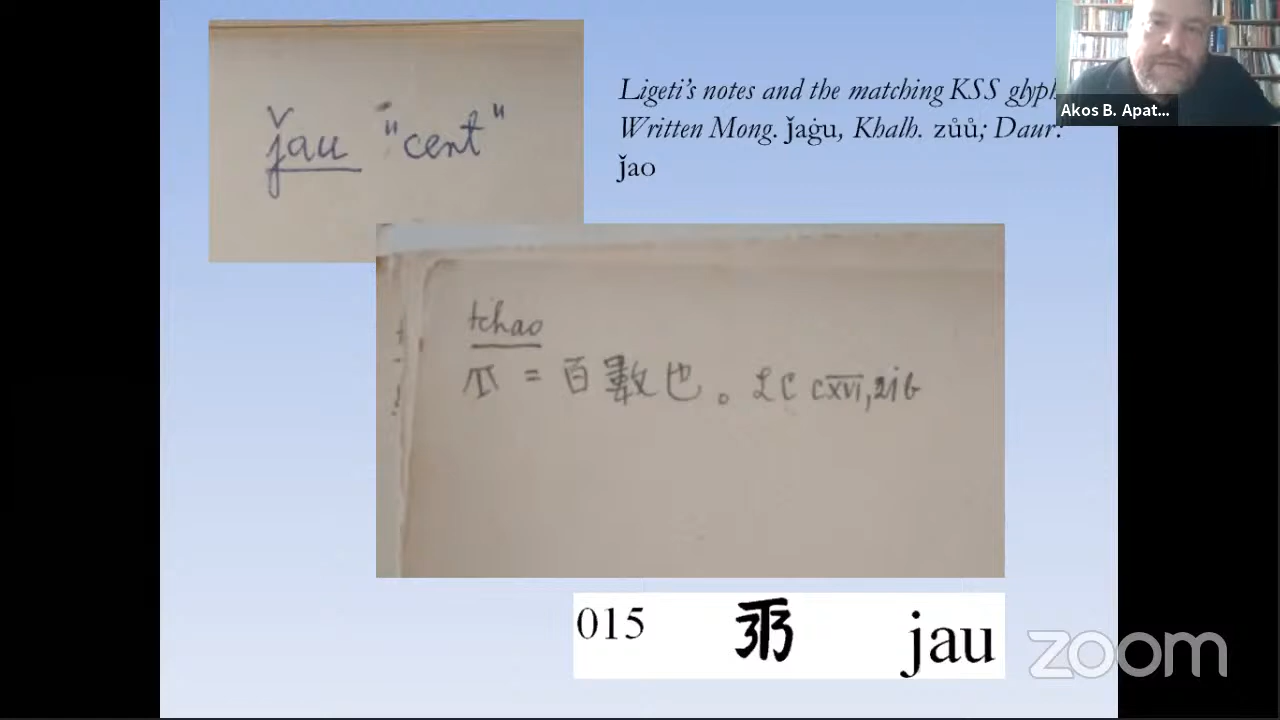 ǰau "cent"
Ligeti's notes and the matching KSS glyph.
Written Mong. ǰaġu, Khalh. zůů; Daur.
ǰao
Akos B. Apat...
tchao
= 百數也。LC CXVI, 21b
015 jau
zoom